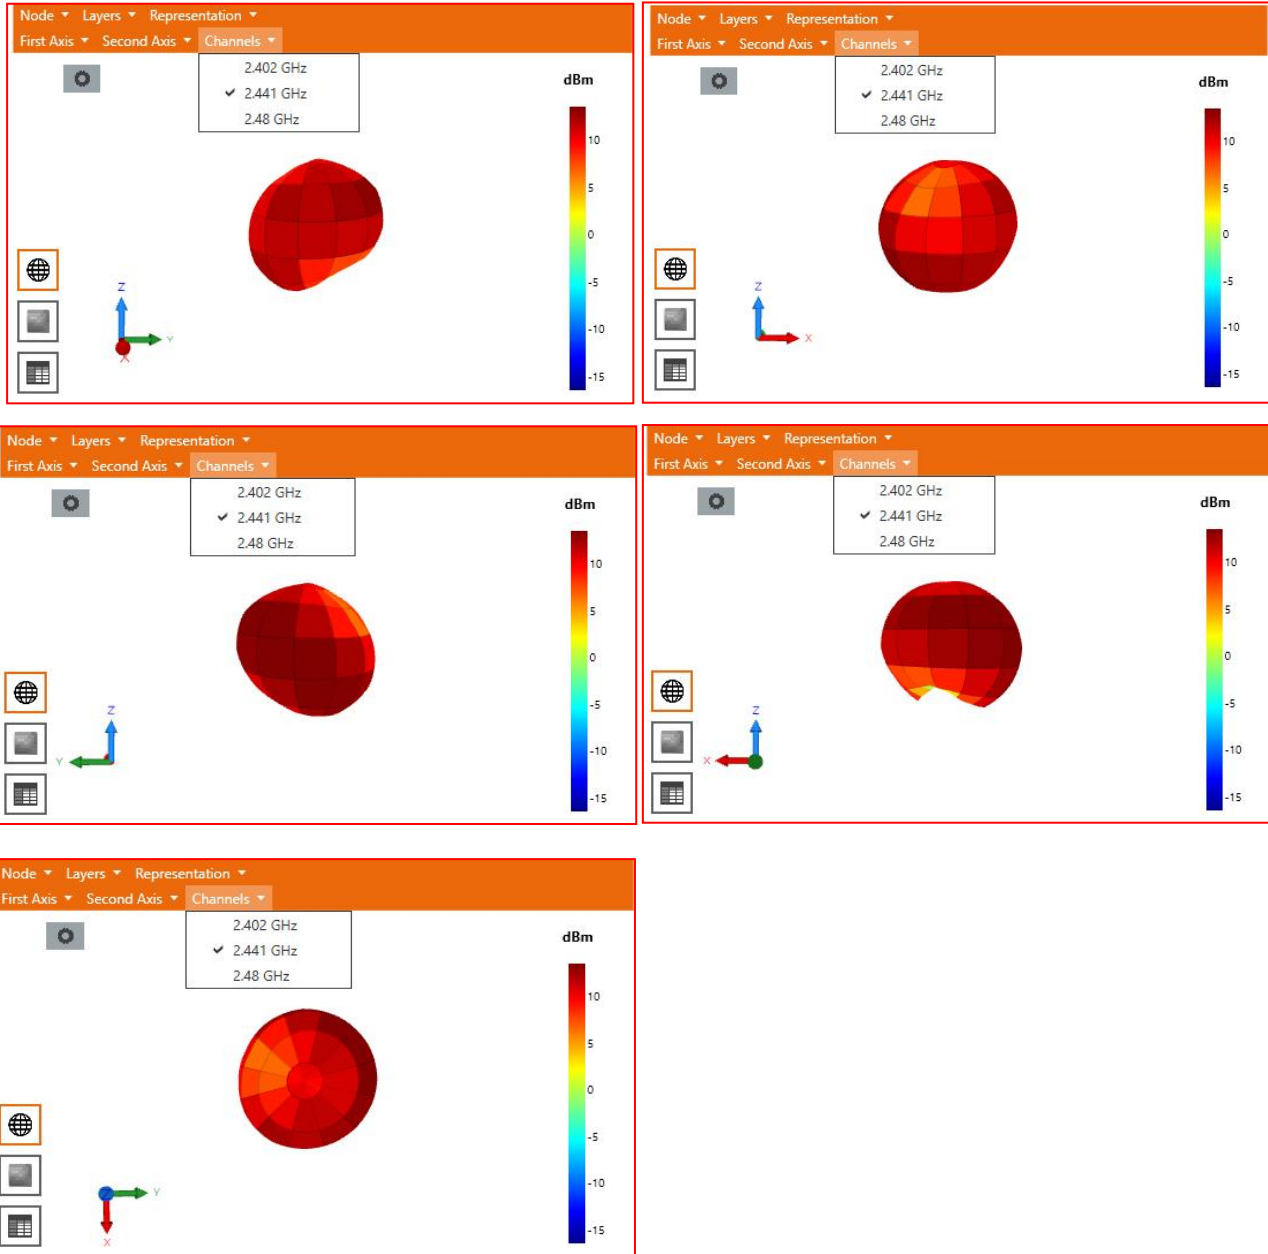 Node Layers Representation
First Axis Second Axis Channels
2.402 GHz
2.441 GHz
2.48 GHz
dBm
10
5
0
-5
-10
-15
Z
Y
X
Node Layers Representation
First Axis Second Axis Channels
2.402 GHz
2.441 GHz
2.48 GHz
dBm
10
5
0
-5
-10
-15
Z
X
Node Layers Representation
First Axis Second Axis Channels
2.402 GHz
2.441 GHz
2.48 GHz
dBm
10
5
0
-5
-10
-15
Z
Y
Node Layers Representation
First Axis Second Axis Channels
2.402 GHz
2.441 GHz
2.48 GHz
dBm
10
5
0
-5
-10
-15
Z
X
Node Layers Representation
First Axis Second Axis Channels
2.402 GHz
2.441 GHz
2.48 GHz
dBm
10
5
0
-5
-10
-15
Z
Y
X